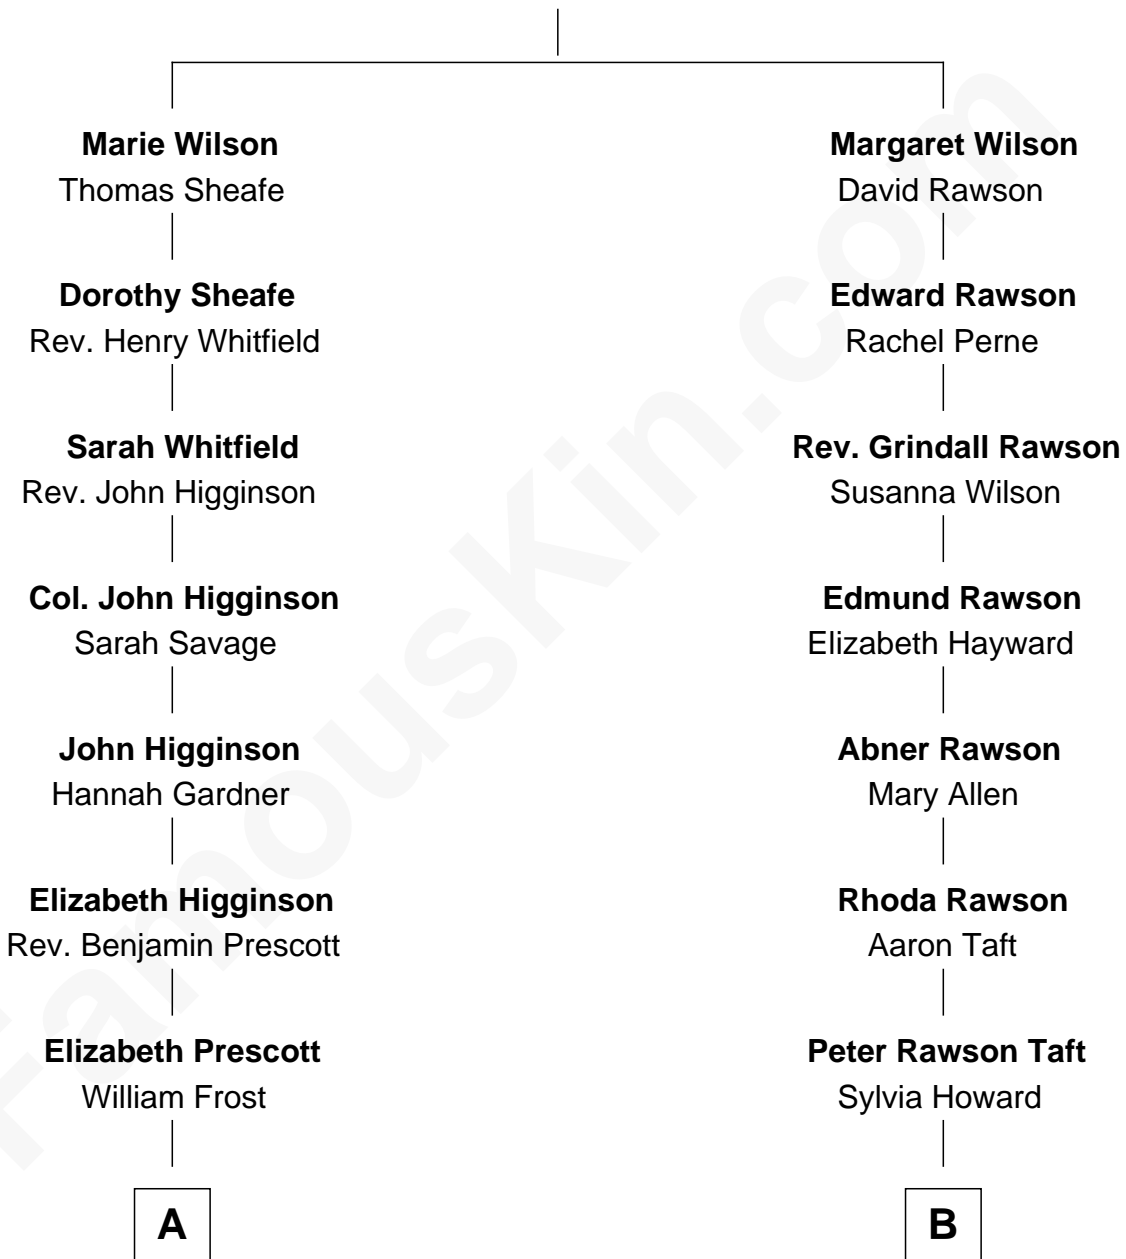 Marie Wilson
Thomas Sheafe
Dorothy Sheafe
Rev. Henry Whitfield
Sarah Whitfield
Rev. John Higginson
Col. John Higginson
Sarah Savage
John Higginson
Hannah Gardner
Elizabeth Higginson
Rev. Benjamin Prescott
Elizabeth Prescott
William Frost
A
Margaret Wilson
David Rawson
Edward Rawson
Rachel Perne
Rev. Grindall Rawson
Susanna Wilson
Edmund Rawson
Elizabeth Hayward
Abner Rawson
Mary Allen
Rhoda Rawson
Aaron Taft
Peter Rawson Taft
Sylvia Howard
B
FamousKin.com